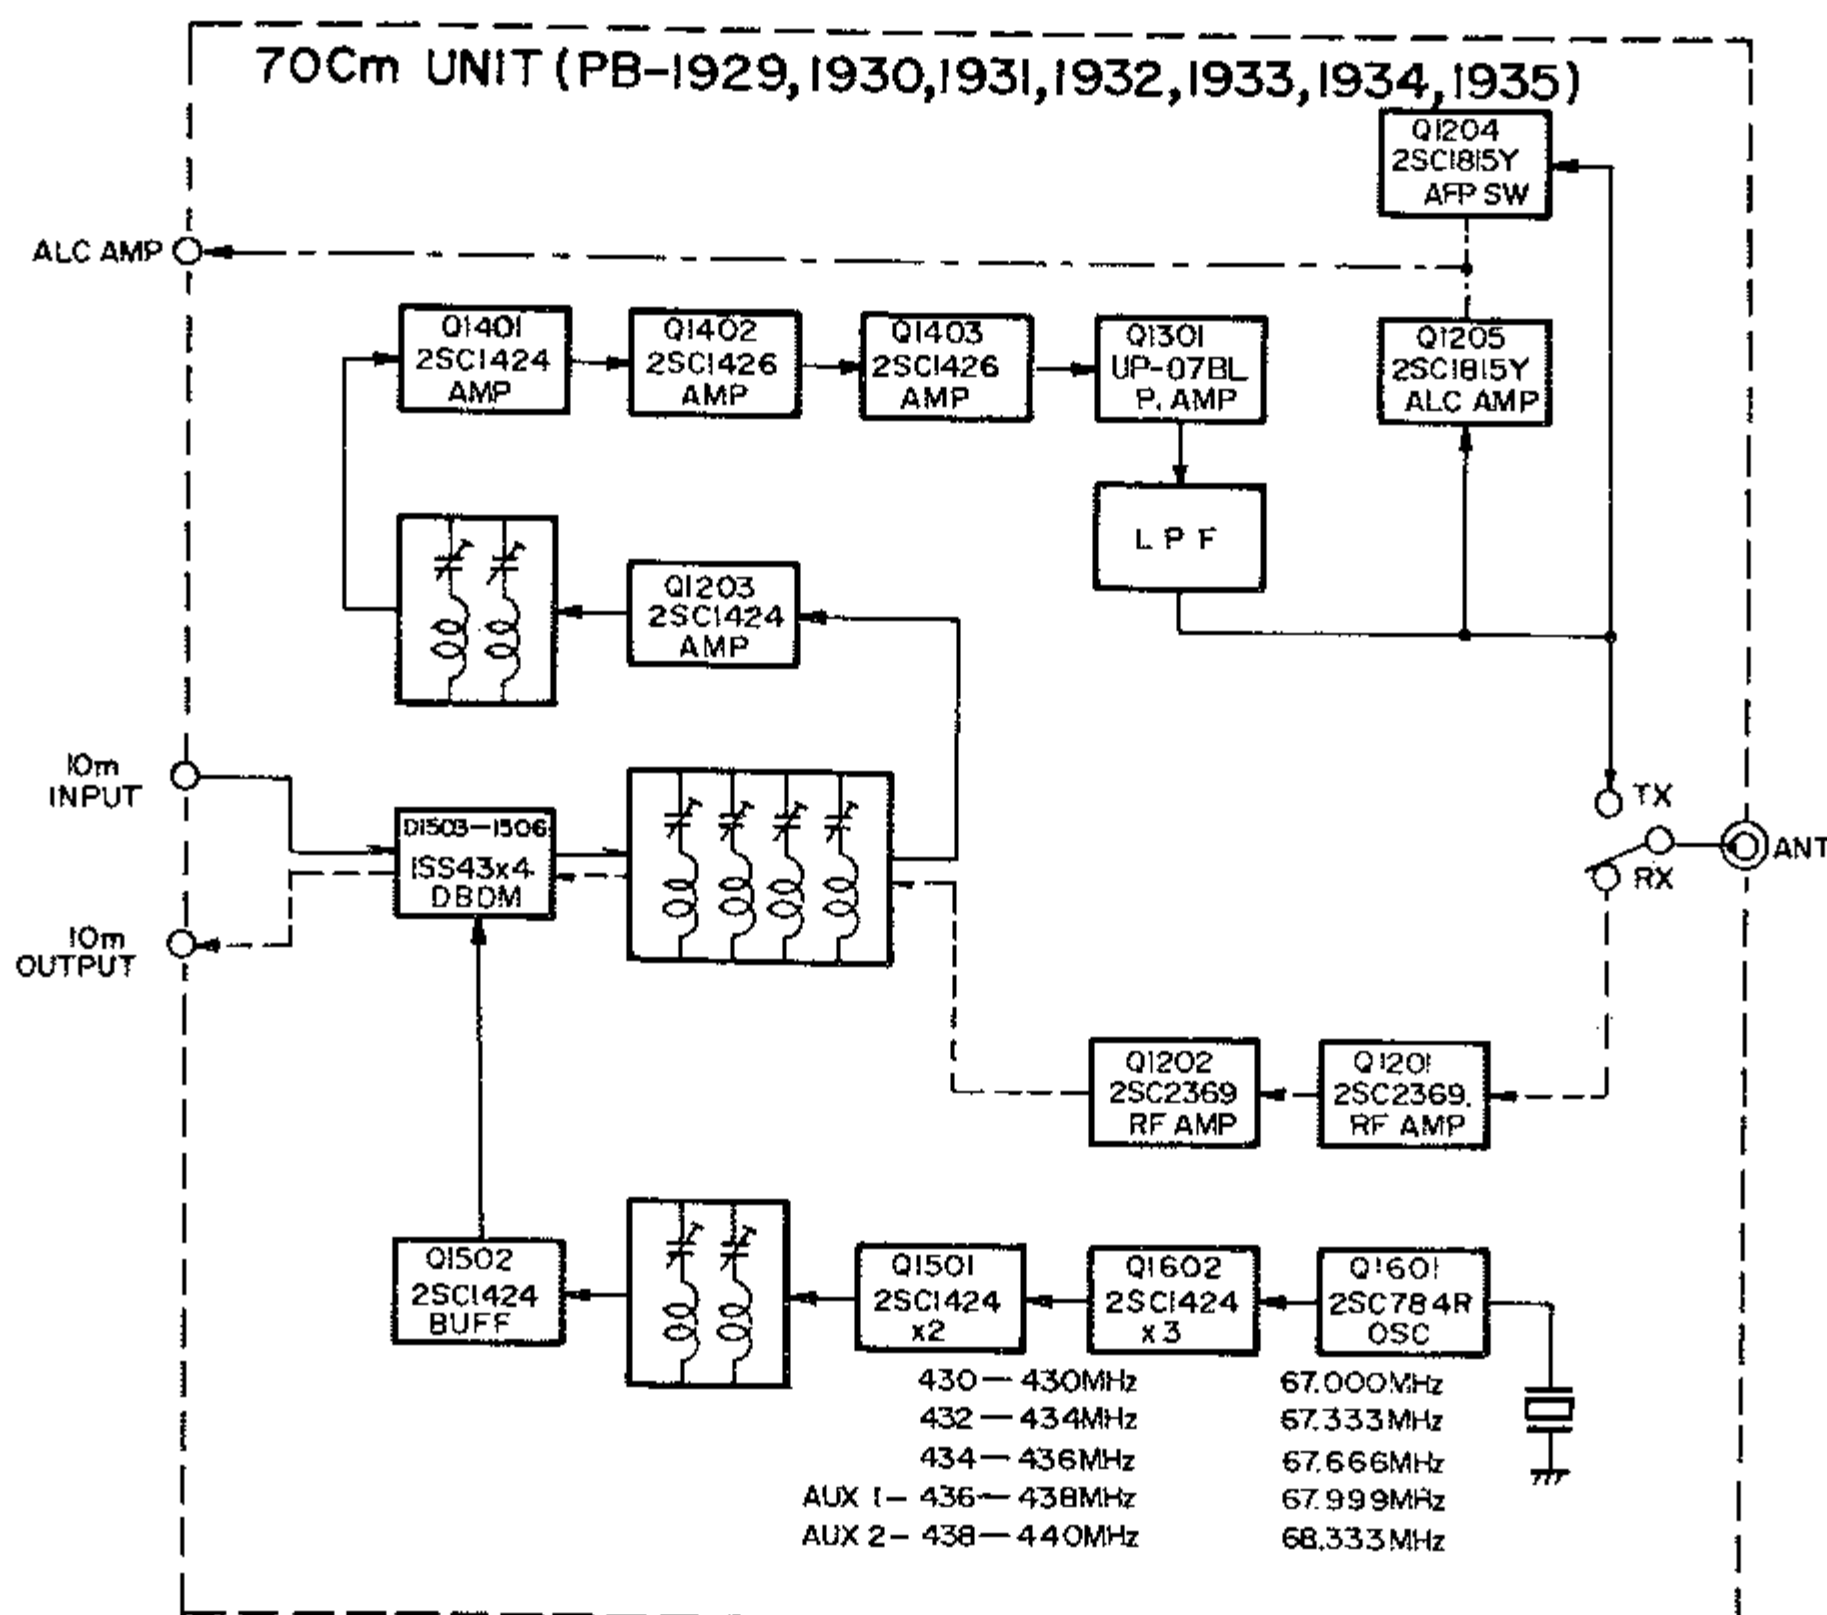 70Cm UNIT (PB-1929, 1930, 1931, 1932, 1933, 1934, 1935)
Q1204
2SC1815Y
AFP SW
ALC AMP
Q1401
2SC1424
AMP
Q1402
2SC1426
AMP
Q1403
2SC1426
AMP
Q1301
UP-07BL
P. AMP
Q1205
2SC1815Y
ALC AMP
L P F
Q1203
2SC1424
AMP
10m
INPUT
D1503-1506
1SS43x4
DBDM
TX
ANT
RX
10m
OUTPUT
Q1202
2SC2369
RF AMP
Q1201
2SC2369.
RF AMP
Q1502
2SC1424
BUFF
Q1501
2SC1424
x2
Q1602
2SC1424
x3
Q1601
2SC784R
OSC
430-430MHz 67.000MHz
432-434MHz 67.333MHz
434-436MHz 67.666MHz
AUX 1-436-438MHz 67.999MHz
AUX 2-438-440MHz 68.333MHz